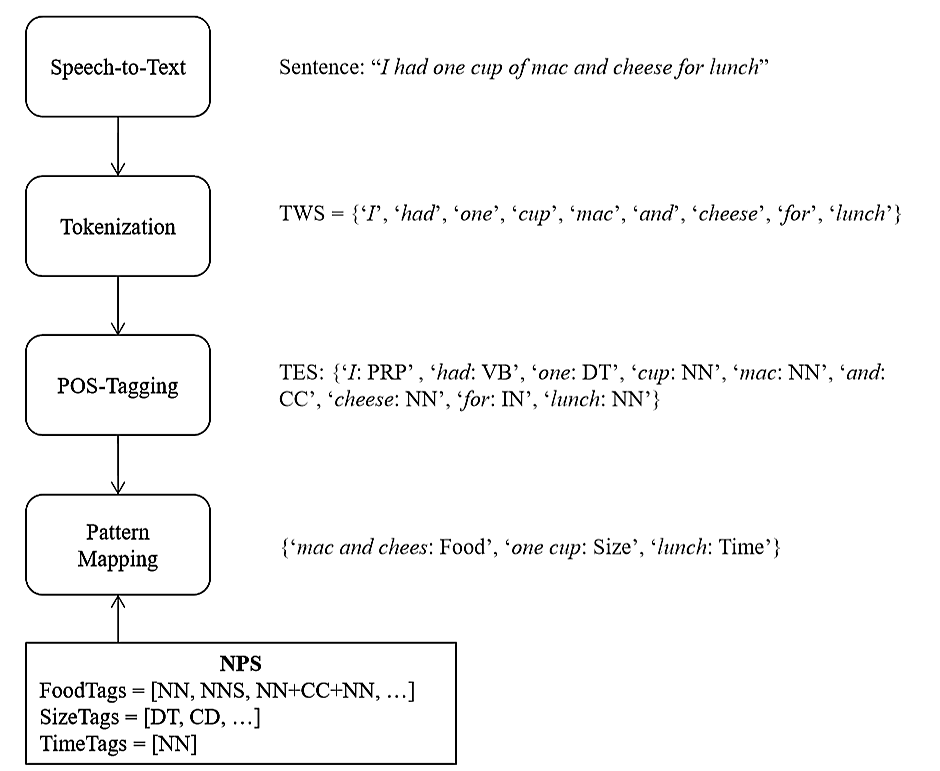 Speech-to-Text
Sentence: “I had one cup of mac and cheese for lunch”
Tokenization
TWS = {‘I’, ‘had’, ‘one’, ‘cup’, ‘mac’, ‘and’, ‘cheese’, ‘for’, ‘lunch’}
POS-Tagging
TES: {‘I: PRP’ , ‘had: VB’, ‘one: DT’, ‘cup: NN’, ‘mac: NN’, ‘and:
CC’, ‘cheese: NN’, ‘for: IN’, ‘lunch: NN’}
Pattern
Mapping
{‘mac and chees: Food’, ‘one cup: Size’, ‘lunch: Time’}
NPS
FoodTags = [NN, NNS, NN+CC+NN, …]
SizeTags = [DT, CD, …]
TimeTags = [NN]